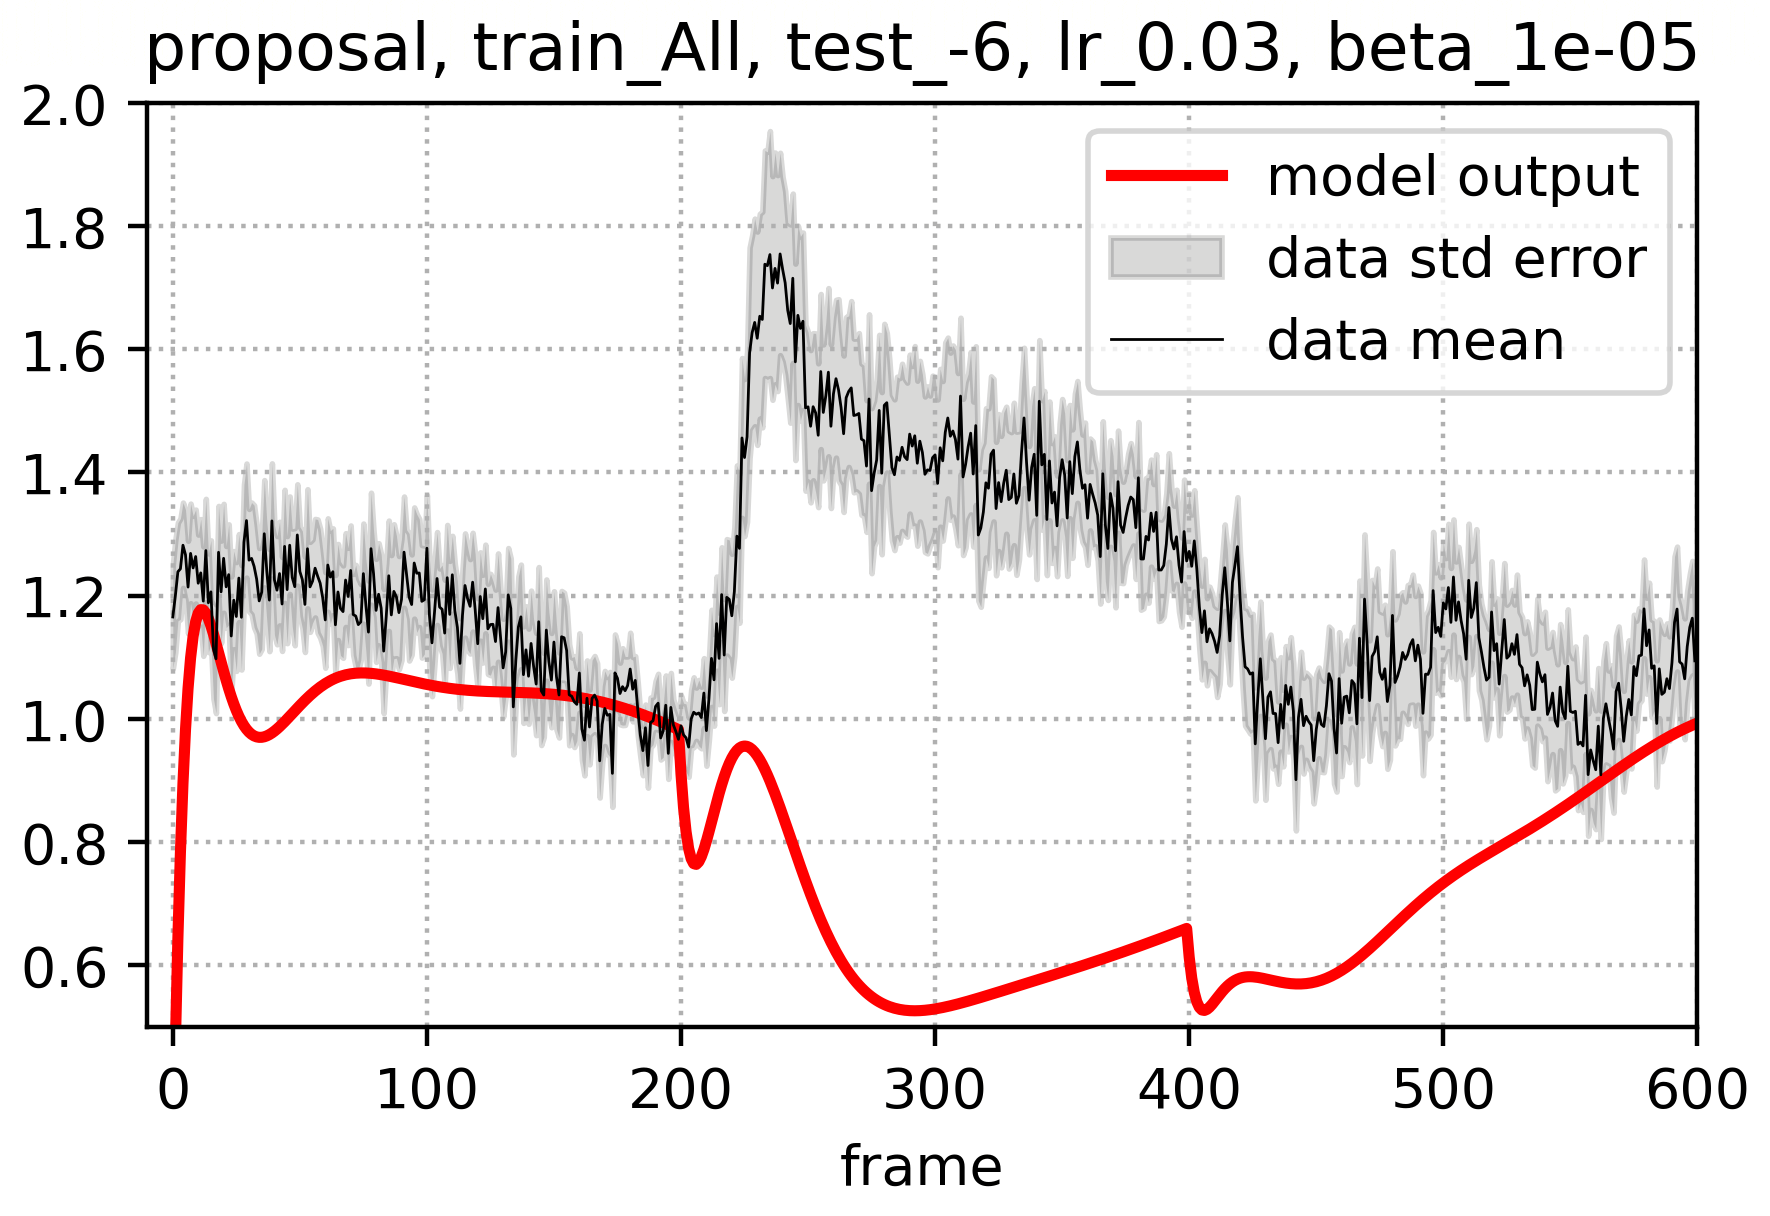 proposal, train_All, test_-6, lr_0.03, beta_1e-05
2.0
1.8
1.6
1.4
1.2
1.0
0.8
0.6
model output
data std error
data mean
0 100 200 300 400 500 600
frame